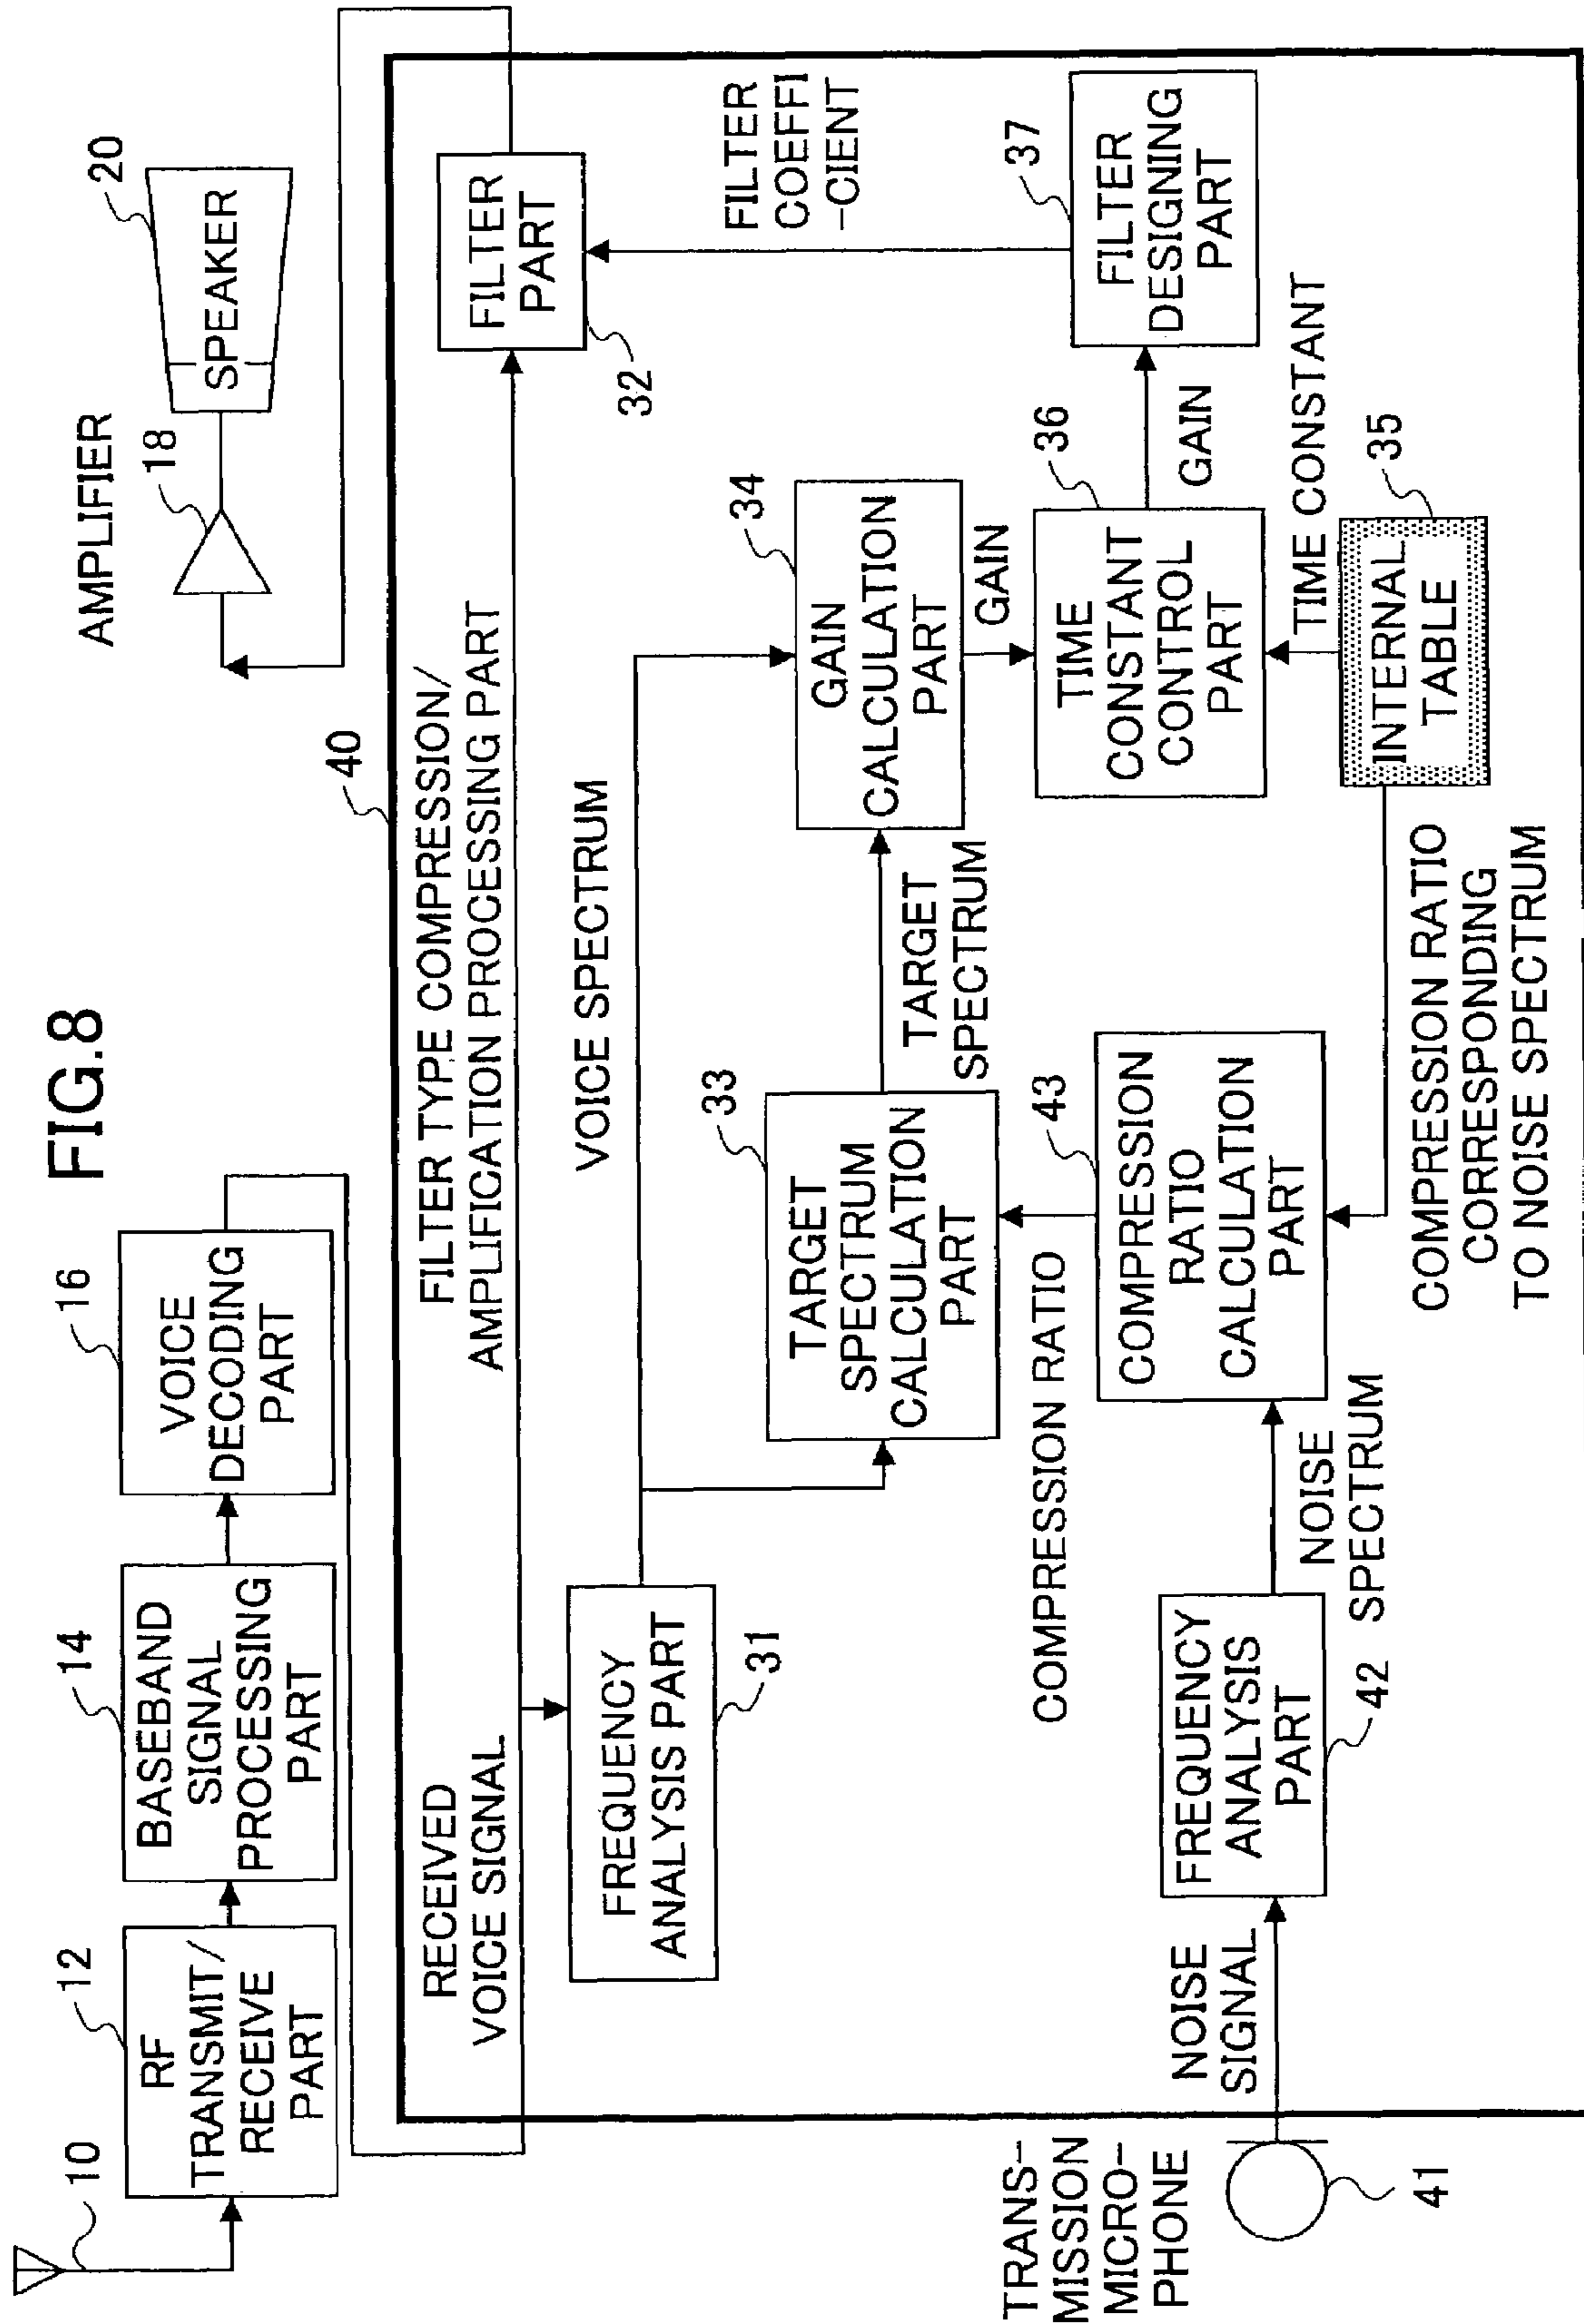 FIG.8
10
12
RF
TRANSMIT/
RECEIVE
PART
14
BASEBAND
SIGNAL
PROCESSING
PART
16
VOICE
DECODING
PART
AMPLIFIER
18
20
SPEAKER
40
FILTER TYPE COMPRESSION/
AMPLIFICATION PROCESSING PART
RECEIVED
VOICE SIGNAL
FILTER
PART
32
FREQUENCY
ANALYSIS PART
31
VOICE SPECTRUM
33
TARGET
SPECTRUM
CALCULATION
PART
TARGET
SPECTRUM
34
GAIN
CALCULATION
PART
FILTER
COEFFI
-CIENT
GAIN
COMPRESSION RATIO
36
TIME
CONSTANT
CONTROL
PART
GAIN
37
FILTER
DESIGNING
PART
TRANS-
MISSION
MICRO-
PHONE
41
NOISE
SIGNAL
FREQUENCY
ANALYSIS
PART
42
NOISE
SPECTRUM
43
COMPRESSION
RATIO
CALCULATION
PART
TIME CONSTANT
35
INTERNAL
TABLE
COMPRESSION RATIO
CORRESPONDING
TO NOISE SPECTRUM